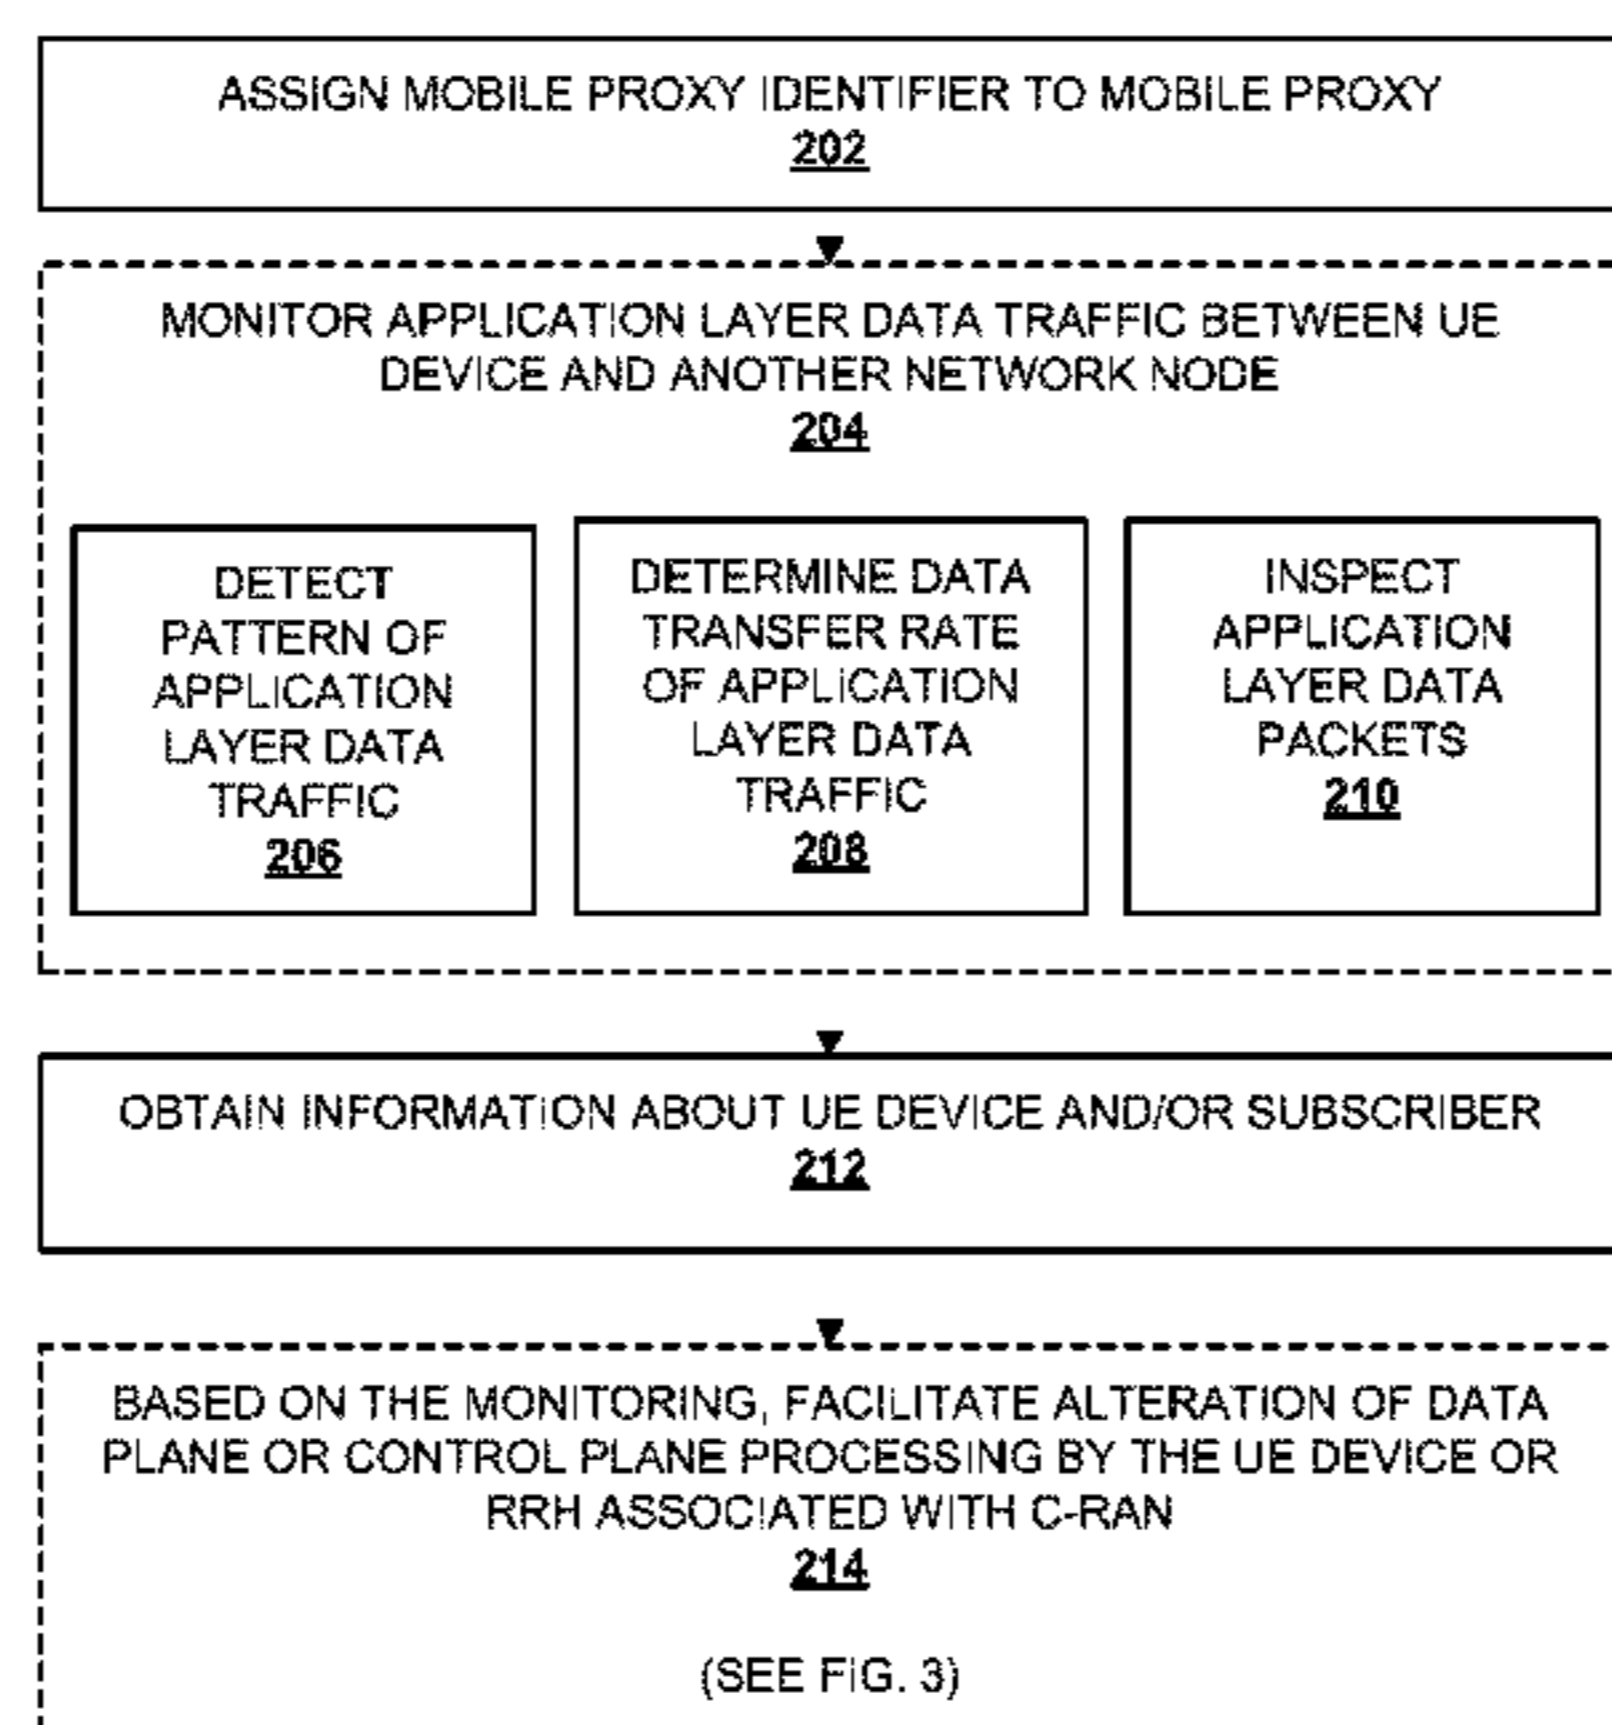 ASSIGN MOBILE PROXY IDENTIFIER TO MOBILE PROXY
202
MONITOR APPLICATION LAYER DATA TRAFFIC BETWEEN UE
DEVICE AND ANOTHER NETWORK NODE
204
DETECT
PATTERN OF
APPLICATION
LAYER DATA
TRAFFIC
206
DETERMINE DATA
TRANSFER RATE
OF APPLICATION
LAYER DATA
TRAFFIC
208
INSPECT
APPLICATION
LAYER DATA
PACKETS
210
OBTAIN INFORMATION ABOUT UE DEVICE AND/OR SUBSCRIBER
212
BASED ON THE MONITORING, FACILITATE ALTERATION OF DATA
PLANE OR CONTROL PLANE PROCESSING BY THE UE DEVICE OR
RRH ASSOCIATED WITH C-RAN
214
(SEE FIG. 3)